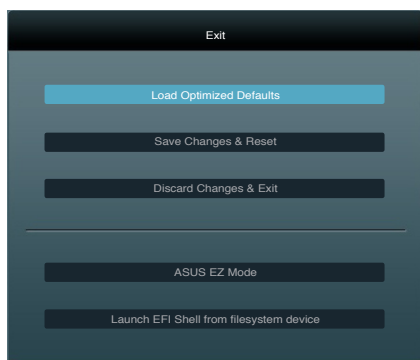 Exit
Load Optimized Defaults
Save Changes & Reset
Discard Changes & Exit
ASUS EZ Mode
Launch EFI Shell from filesystem device